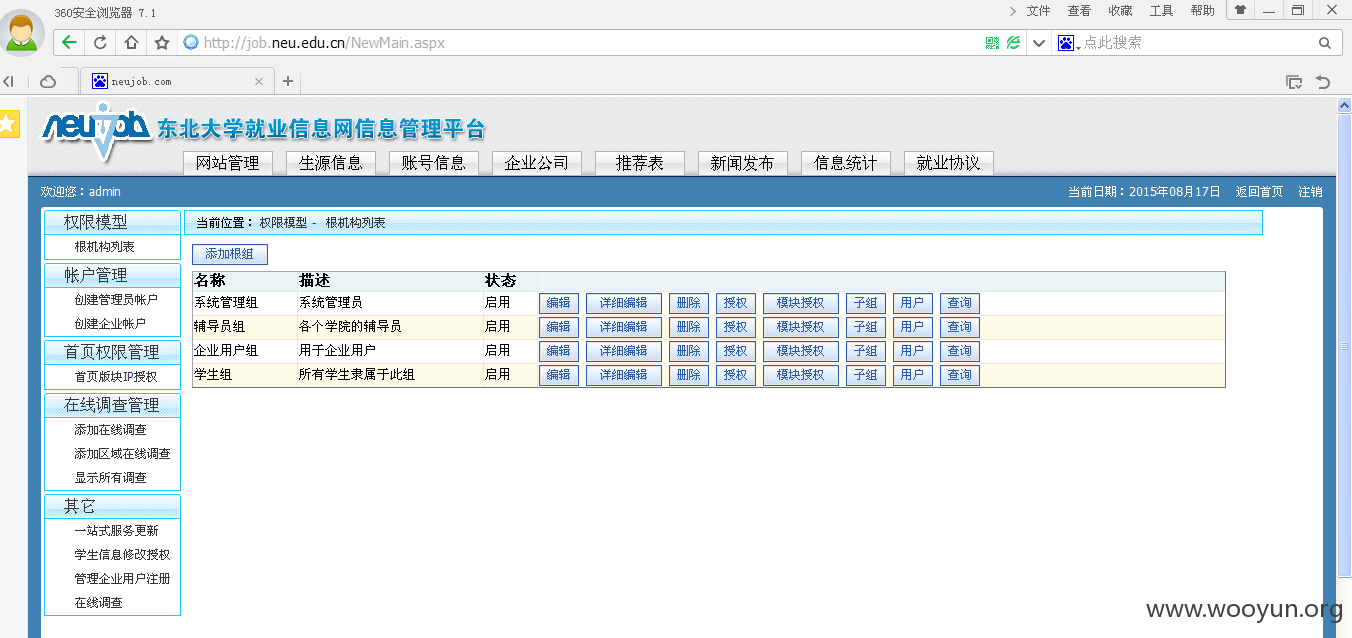 360安全浏览器 7.1
文件 查看 收藏 工具 帮助
http://job.neu.edu.cn/NewMain.aspx
点此搜索
neujob.com
neujob 东北大学就业信息网信息管理平台
网站管理 生源信息 账号信息 企业公司 推荐表 新闻发布 信息统计 就业协议
欢迎您：admin
当前日期：2015年08月17日 返回首页 注销
权限模型
根机构列表
帐户管理
创建管理员帐户
创建企业帐户
首页权限管理
首页版块IP授权
在线调查管理
添加在线调查
添加区域在线调查
显示所有调查
其它
一站式服务更新
学生信息修改授权
管理企业用户注册
在线调查
当前位置： 权限模型 - 根机构列表
添加根组
名称 描述 状态
系统管理组 系统管理员 启用 编辑 详细编辑 删除 授权 模块授权 子组 用户 查询
辅导员组 各个学院的辅导员 启用 编辑 详细编辑 删除 授权 模块授权 子组 用户 查询
企业用户组 用于企业用户 启用 编辑 详细编辑 删除 授权 模块授权 子组 用户 查询
学生组 所有学生隶属于此组 启用 编辑 详细编辑 删除 授权 模块授权 子组 用户 查询
www.wooyun.org